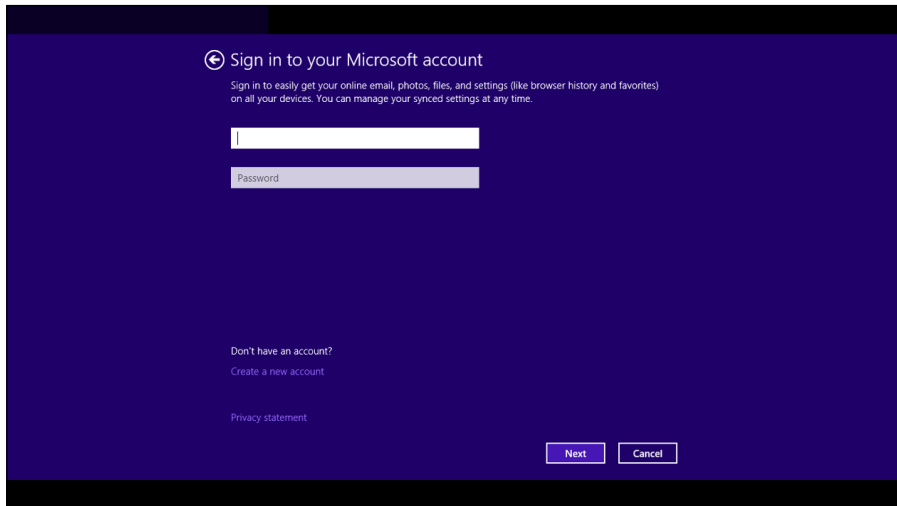 Sign in to your Microsoft account
Sign in to easily get your online email, photos, files, and settings (like browser history and favorites)
on all your devices. You can manage your synced settings at any time.
Password
Don't have an account?
Create a new account
Privacy statement
Next Cancel